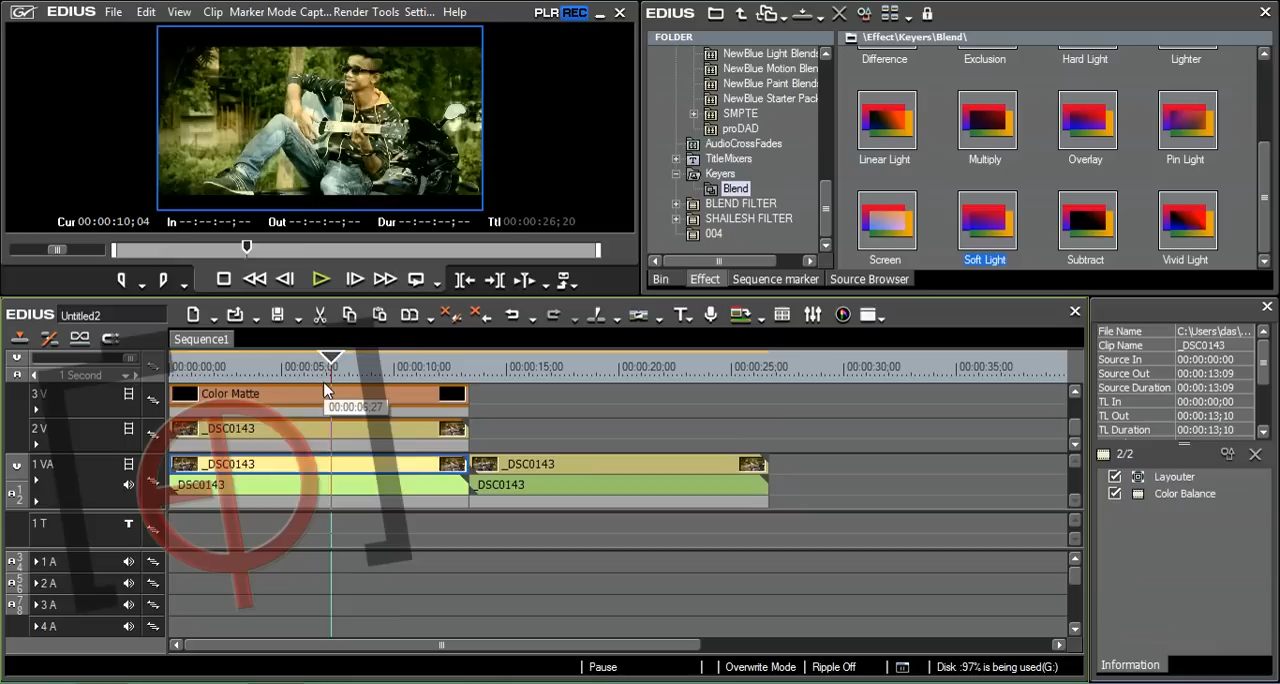 EDIUS File Edit View Clip Marker Mode Capt... Render Tools Setti... Help PLR REC
Cur 00:00:10;04 In --:--:--;-- Out --:--:--;-- Dur --:--:--;-- Ttl 00:00:26;20
EDIUS
FOLDER
\Effect\Keyers\Blend\
NewBlue Light Blends
NewBlue Motion Blen
NewBlue Paint Blends
NewBlue Starter Pack
SMPTE
proDAD
AudioCrossFades
TitleMixers
Keyers
Blend
BLEND FILTER
SHAILESH FILTER
004
Difference Exclusion Hard Light Lighter
Linear Light Multiply Overlay Pin Light
Screen Soft Light Subtract Vivid Light
Bin Effect Sequence marker Source Browser
EDIUS Untitled2
Sequence1
1 Second
00:00:00;00 00:00:05;00 00:00:10;00 00:00:15;00 00:00:20;00 00:00:25;00 00:00:30;00 00:00:35;00
3 V Color Matte
00:00:06;27
2 V _DSC0143
1 VA _DSC0143 _DSC0143
_DSC0143 _DSC0143
1 T T
1 A
2 A
3 A
4 A
Pause Overwrite Mode Ripple Off Disk :97% is being used(G:)
File Name C:\Users\das\...
Clip Name _DSC0143
Source In 00:00:00:00
Source Out 00:00:13:09
Source Duration 00:00:13:09
TL In 00:00:00;00
TL Out 00:00:13;10
TL Duration 00:00:13;10
2/2
Layouter
Color Balance
Information